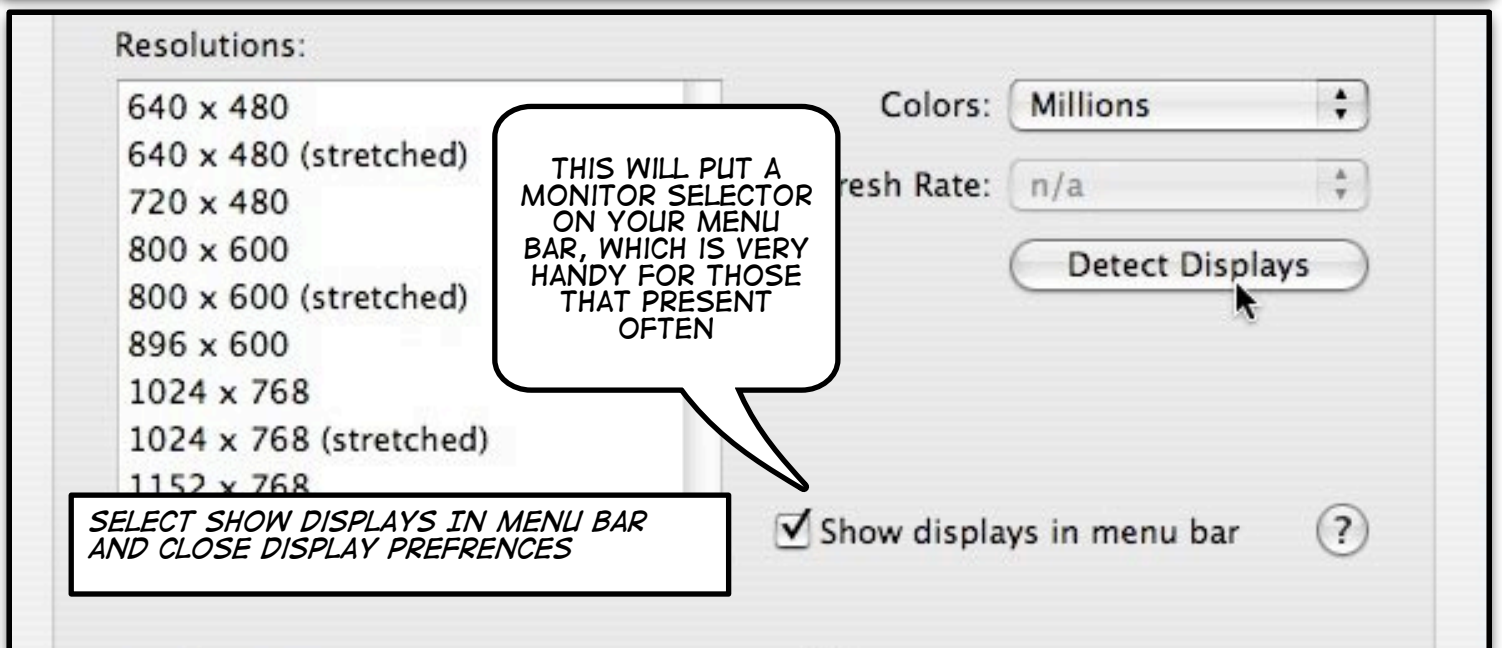 Resolutions:
640 x 480
640 x 480 (stretched)
720 x 480
800 x 600
800 x 600 (stretched)
896 x 600
1024 x 768
1024 x 768 (stretched)
1152 x 768
THIS WILL PUT A
MONITOR SELECTOR
ON YOUR MENU
BAR, WHICH IS VERY
HANDY FOR THOSE
THAT PRESENT
OFTEN
Colors: Millions
resh Rate: n/a
Detect Displays
SELECT SHOW DISPLAYS IN MENU BAR
AND CLOSE DISPLAY PREFRENCES
Show displays in menu bar ?